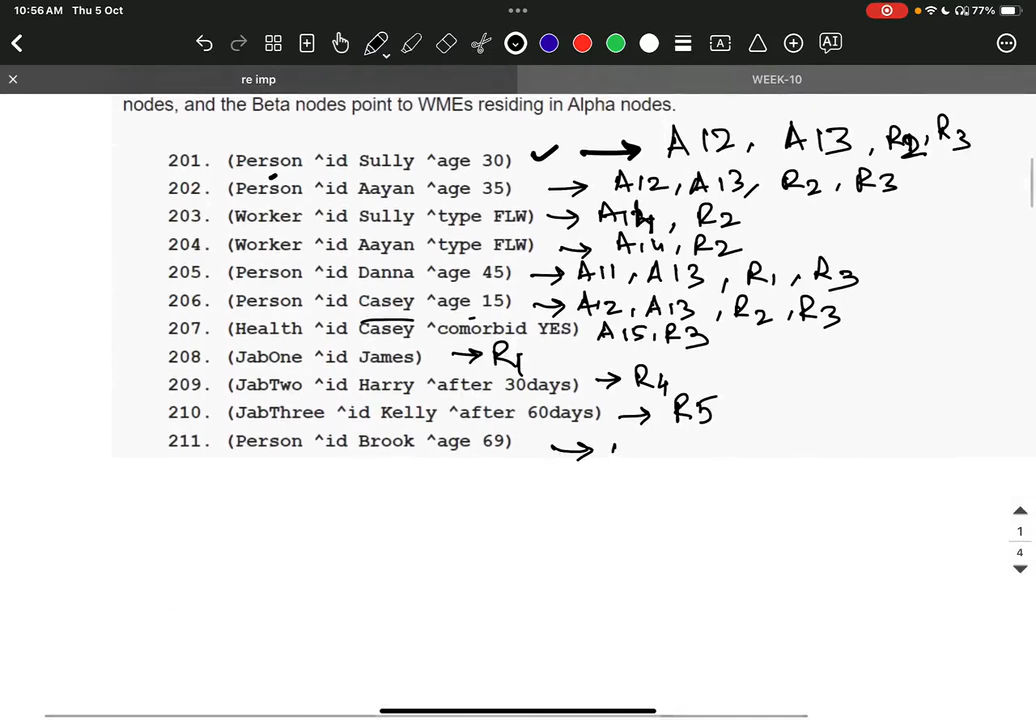 10:56 AM Thu 5 Oct 77%
re imp WEEK-10
nodes, and the Beta nodes point to WMEs residing in Alpha nodes.
201. (Person ^id Sully ^age 30) → A12, A13, R2, R3
202. (Person ^id Aayan ^age 35) → A12, A13, R2, R3
203. (Worker ^id Sully ^type FLW) → A14, R2
204. (Worker ^id Aayan ^type FLW) → A14, R2
205. (Person ^id Danna ^age 45) → A11, A13, R1, R3
206. (Person ^id Casey ^age 15) → A12, A13, R2, R3
207. (Health ^id Casey ^comorbid YES) A15, R3
208. (JabOne ^id James) →
209. (JabTwo ^id Harry ^after 30days) → R4
210. (JabThree ^id Kelly ^after 60days) → R5
211. (Person ^id Brook ^age 69) →
1
4